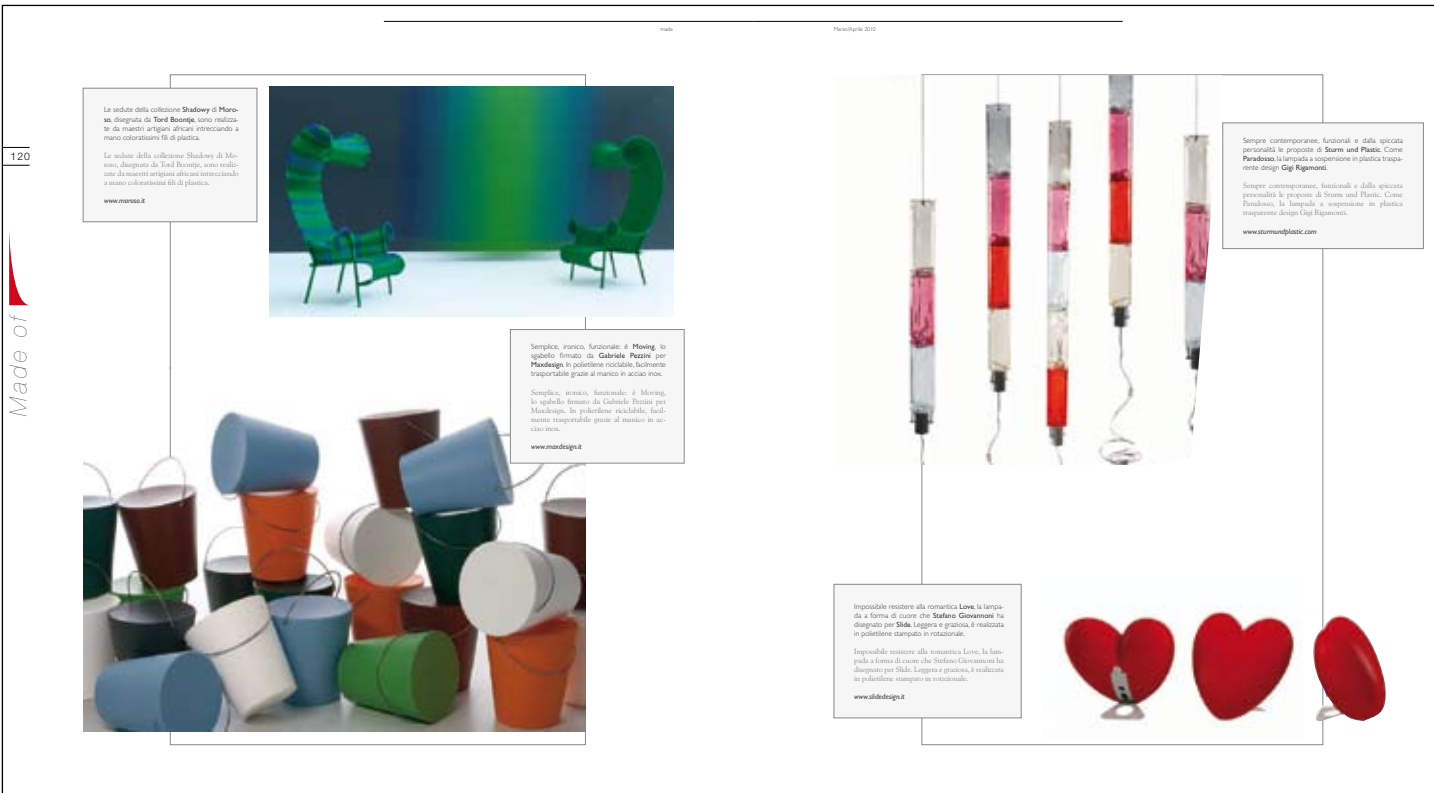 made
Marzo/Aprile 2010
120
Made of
Le sedute della collezione Shadowy di Moro-
so, disegnata da Tord Boontje, sono realizza-
te da maestri artigiani africani intrecciando a
mano coloratissimi fili di plastica.
Le sedute della collezione Shadowy di Mo-
roso, disegnata da Tord Boontje, sono realiz-
zate da maestri artigiani africani intrecciando
a mano coloratissimi fili di plastica.
www.moroso.it
Semplice, ironico, funzionale: è Moving, lo
sgabello firmato da Gabriele Pezzini per
Maxdesign. In polietilene riciclabile, facilmente
trasportabile grazie al manico in acciaio inox.
Semplice, ironico, funzionale: è Moving,
lo sgabello firmato da Gabriele Pezzini per
Maxdesign. In polietilene riciclabile, facil-
mente trasportabile grazie al manico in ac-
ciao inox.
www.maxdesign.it
Sempre contemporanee, funzionali e dalla spiccata
personalità le proposte di Sturm und Plastic. Come
Paradosso, la lampada a sospensione in plastica traspa-
rente design Gigi Rigamonti.
Sempre contemporanee, funzionali e dalla spiccata
personalità le proposte di Sturm und Plastic. Come
Paradosso, la lampada a sospensione in plastica
trasparente design Gigi Rigamonti.
www.sturmundplastic.com
Impossibile resistere alla romantica Love, la lampa-
da a forma di cuore che Stefano Giovannoni ha
disegnato per Slide. Leggera e graziosa, è realizzata
in polietilene stampato in rotazionale.
Impossibile resistere alla romantica Love, la lam-
pada a forma di cuore che Stefano Giovannoni ha
disegnato per Slide. Leggera e graziosa, è realizzata
in polietilene stampato in rotazionale.
www.slidedesign.it